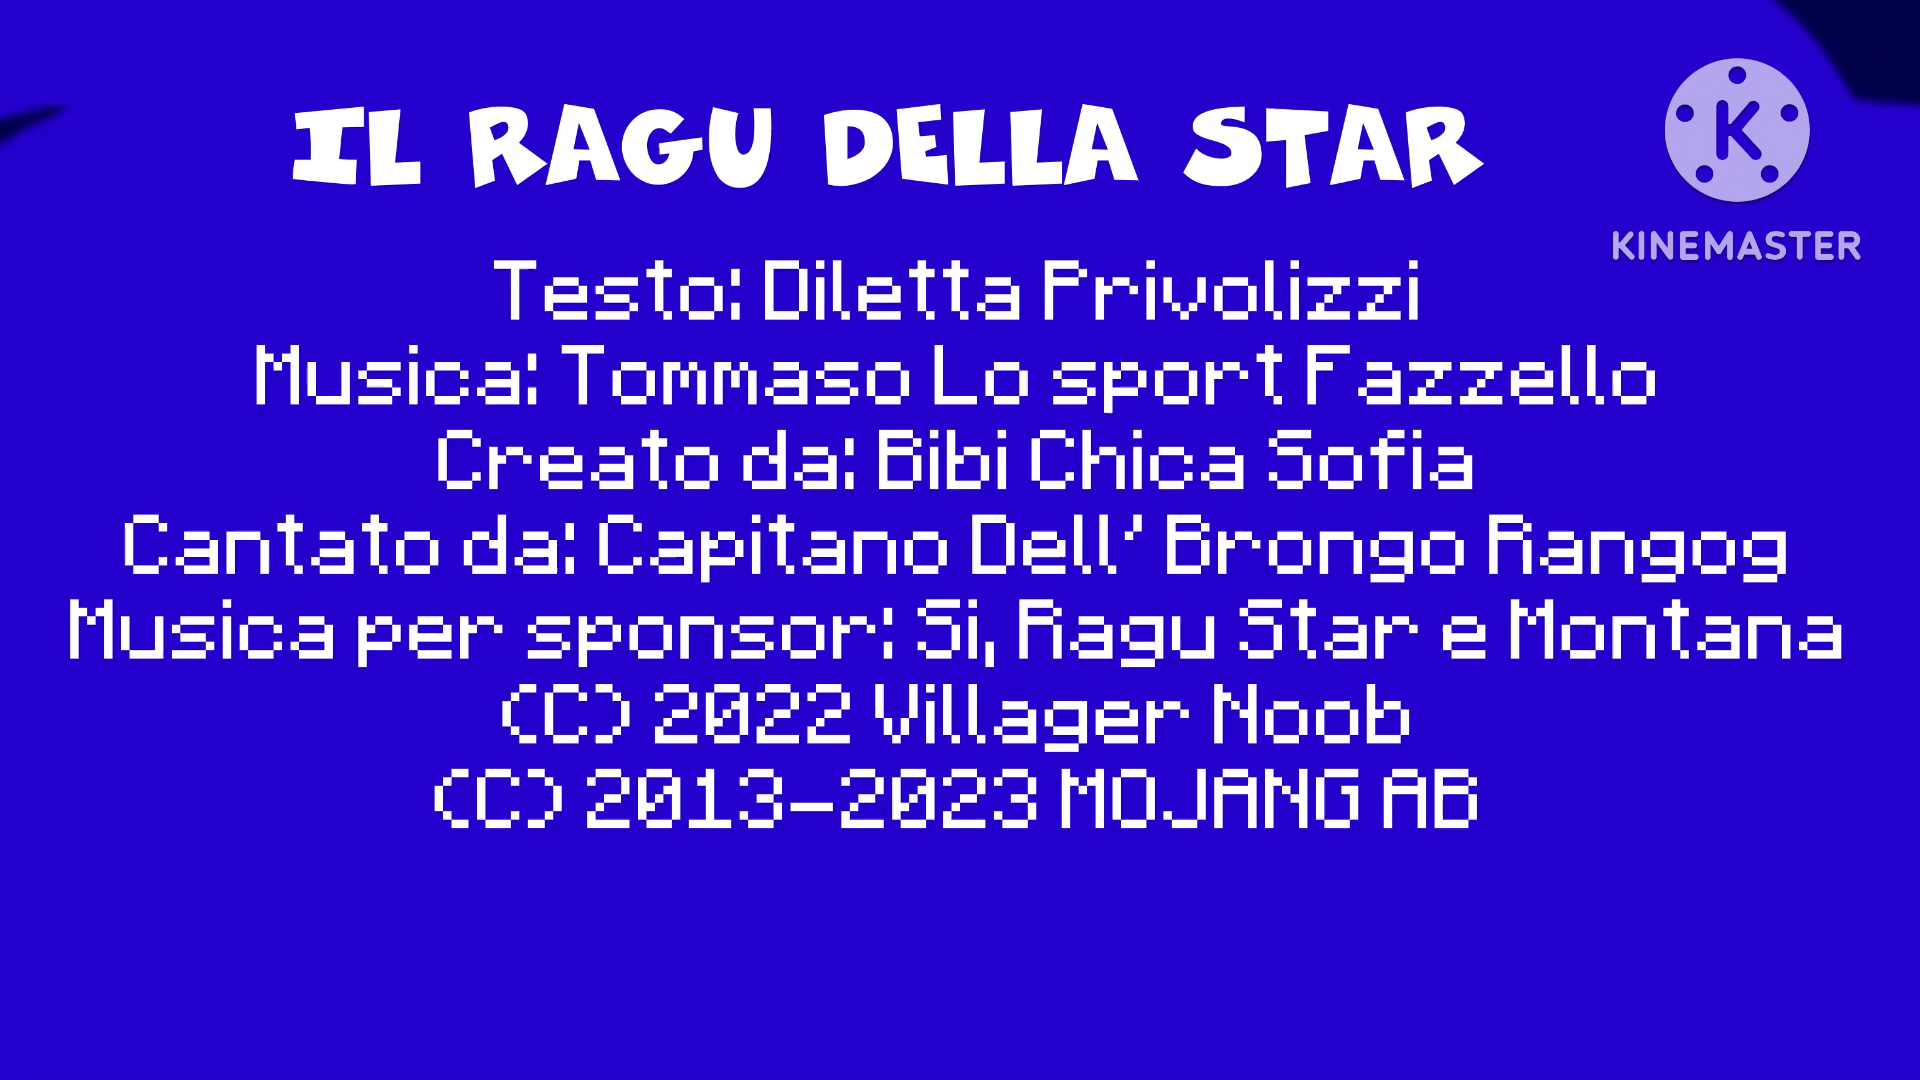 IL RAGU DELLA STAR
K
KINEMASTER
Testo: Diletta Privolizzi
Musica: Tommaso Lo sport Fazzello
Creato da: Bibi Chica Sofia
Cantato da: Capitano Dell' Brongo Rangog
Musica per sponsor: Si, Ragu Star e Montana
(C) 2022 Villager Noob
(C) 2013-2023 MOJANG AB